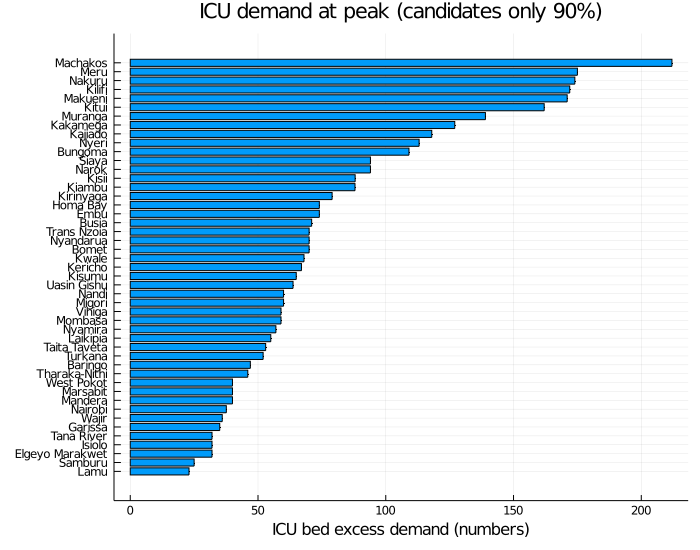 ICU demand at peak (candidates only 90%)
Machakos
Meru
Nakuru
Kilifi
Makueni
Kitui
Muranga
Kakamega
Kajiado
Nyeri
Bungoma
Siaya
Narok
Kisii
Kiambu
Kirinyaga
Homa Bay
Embu
Busia
Trans Nzoia
Nyandarua
Bomet
Kwale
Kericho
Kisumu
Uasin Gishu
Nandi
Migori
Vihiga
Mombasa
Nyamira
Laikipia
Taita Taveta
Turkana
Baringo
Tharaka-Nithi
West Pokot
Marsabit
Mandera
Nairobi
Wajir
Garissa
Tana River
Isiolo
Elgeyo Marakwet
Samburu
Lamu
0 50 100 150 200
ICU bed excess demand (numbers)